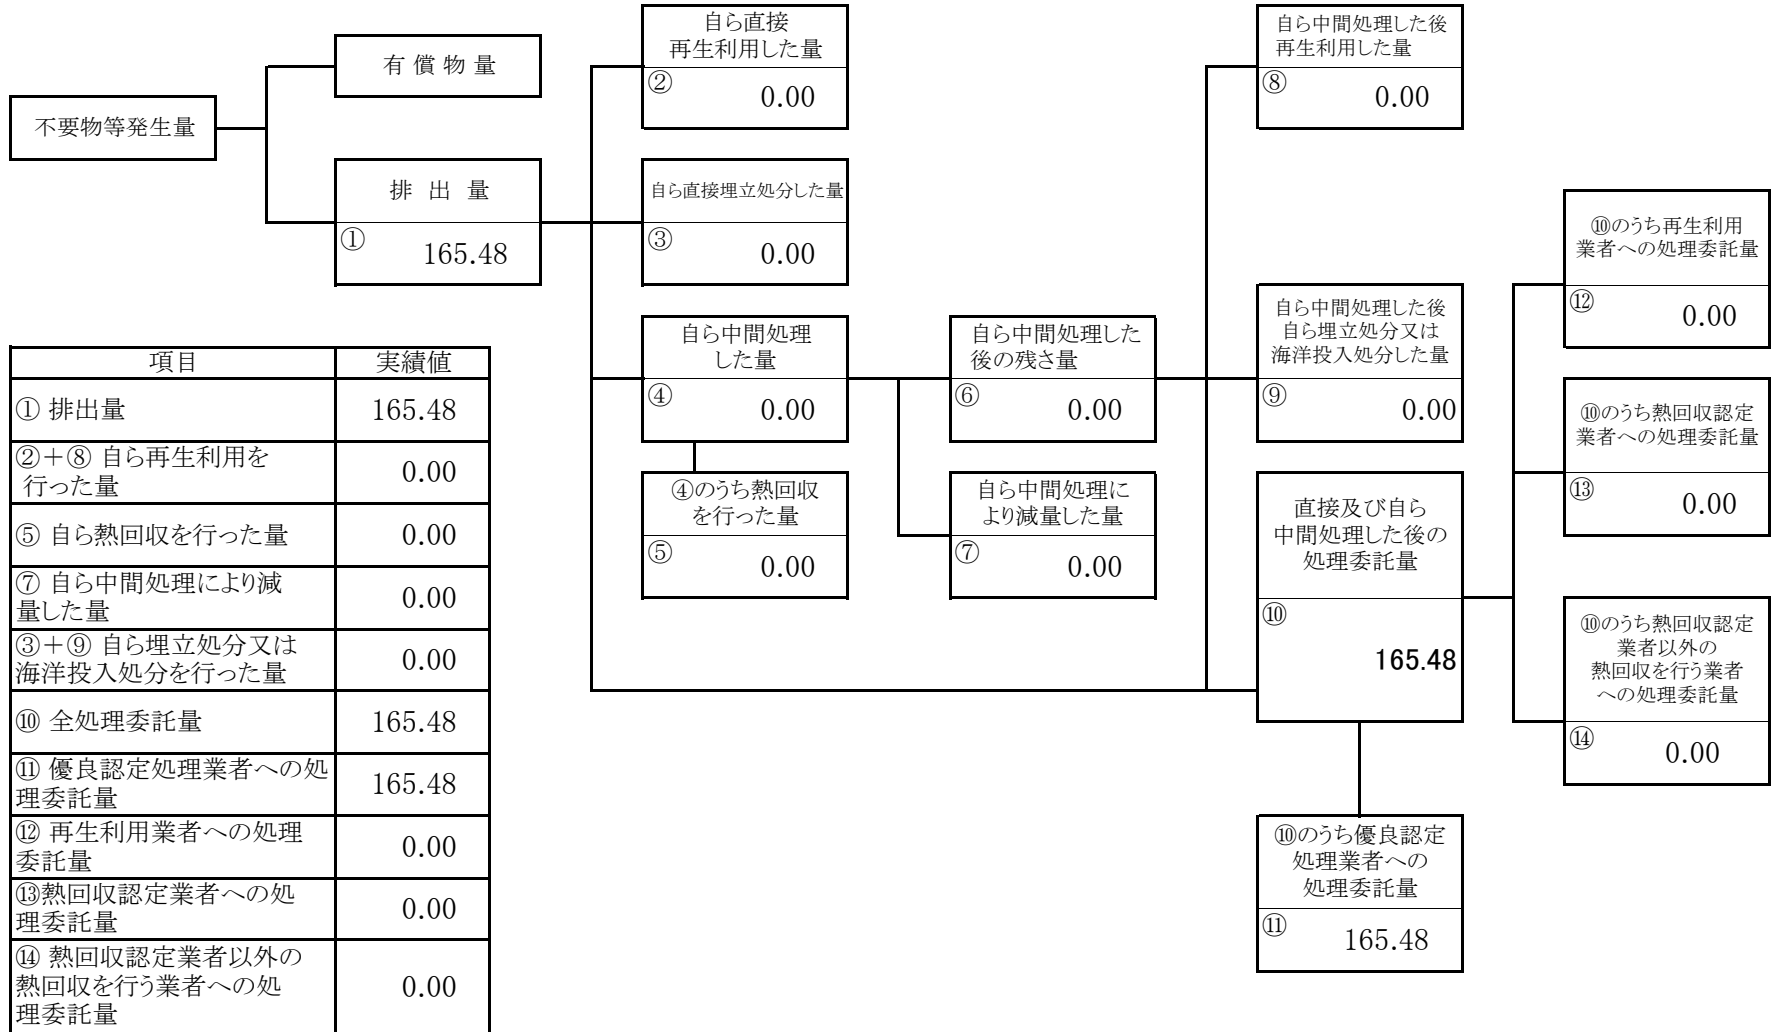 不要物等発生量
有 償 物 量
排 出 量
① 165.48
自ら直接
再生利用した量
② 0.00
自ら直接埋立処分した量
③ 0.00
自ら中間処理
した量
④ 0.00
④のうち熱回収
を行った量
⑤ 0.00
自ら中間処理した
後の残さ量
⑥ 0.00
自ら中間処理に
より減量した量
⑦ 0.00
自ら中間処理した後
再生利用した量
⑧ 0.00
自ら中間処理した後
自ら埋立処分又は
海洋投入処分した量
⑨ 0.00
直接及び自ら
中間処理した後の
処理委託量
⑩
165.48
⑩のうち優良認定
処理業者への
処理委託量
⑪ 165.48
⑩のうち再生利用
業者への処理委託量
⑫ 0.00
⑩のうち熱回収認定
業者への処理委託量
⑬ 0.00
⑩のうち熱回収認定
業者以外の
熱回収を行う業者
への処理委託量
⑭ 0.00
項目 実績値
① 排出量 165.48
②＋⑧ 自ら再生利用を
行った量 0.00
⑤ 自ら熱回収を行った量 0.00
⑦ 自ら中間処理により減
量した量 0.00
③＋⑨ 自ら埋立処分又は
海洋投入処分を行った量 0.00
⑩ 全処理委託量 165.48
⑪ 優良認定処理業者への処
理委託量 165.48
⑫ 再生利用業者への処理
委託量 0.00
⑬熱回収認定業者への処
理委託量 0.00
⑭ 熱回収認定業者以外の
熱回収を行う業者への処
理委託量 0.00